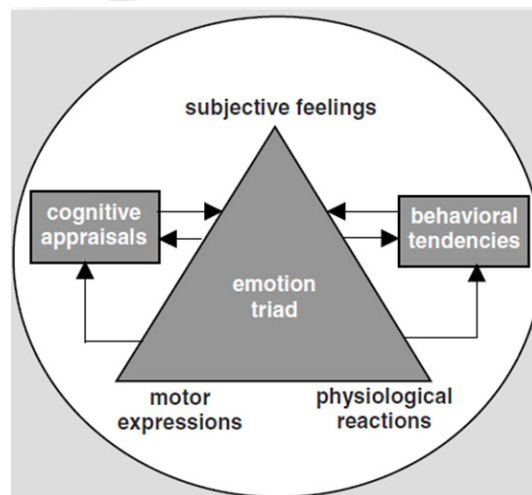 subjective feelings
cognitive
appraisals
behavioral
tendencies
emotion
triad
motor
expressions
physiological
reactions